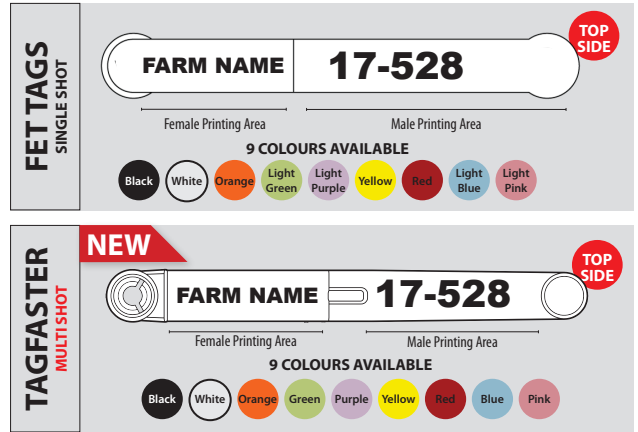 FET TAGS
SINGLE SHOT
TOP
SIDE
FARM NAME 17-528
Female Printing Area Male Printing Area
9 COLOURS AVAILABLE
Black White Orange Light Green Light Purple Yellow Red Light Blue Light Pink
TAGFASTER
MULTI SHOT
NEW
TOP
SIDE
FARM NAME 17-528
Female Printing Area Male Printing Area
9 COLOURS AVAILABLE
Black White Orange Green Purple Yellow Red Blue Pink